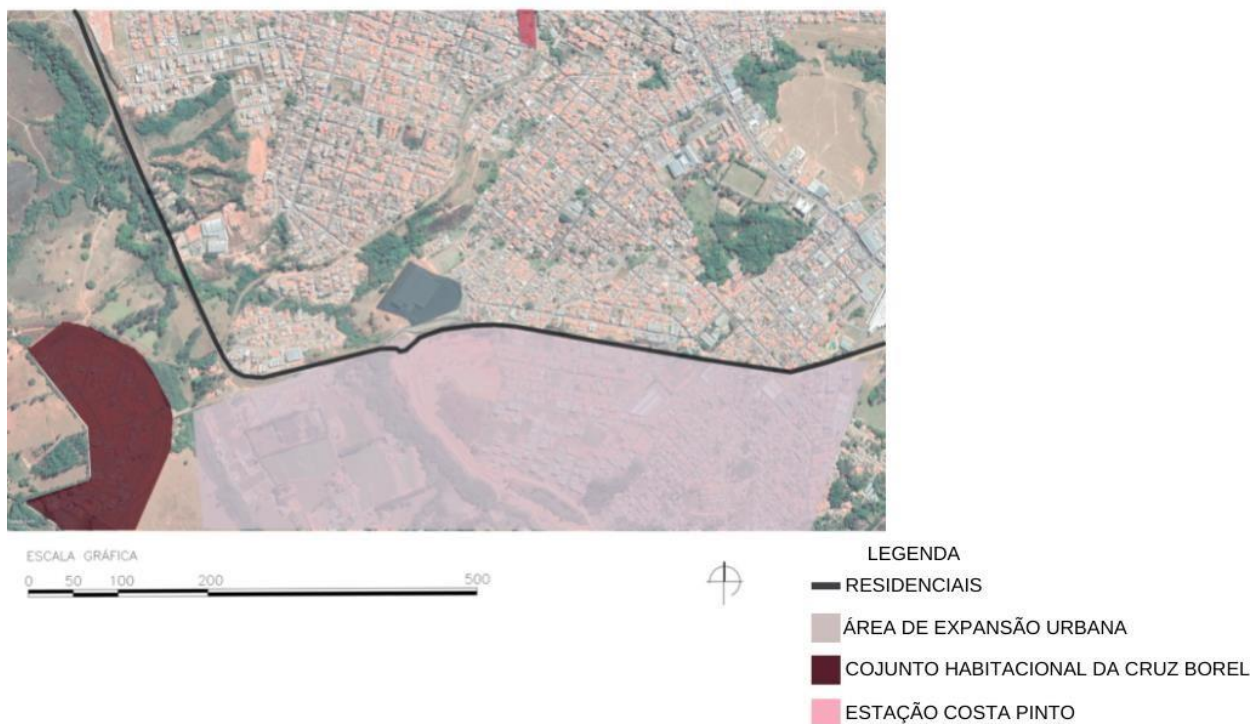 ESCALA GRÁFICA
0 50 100 200 500
LEGENDA
RESIDENCIAIS
ÁREA DE EXPANSÃO URBANA
COJUNTO HABITACIONAL DA CRUZ BOREL
ESTAÇÃO COSTA PINTO